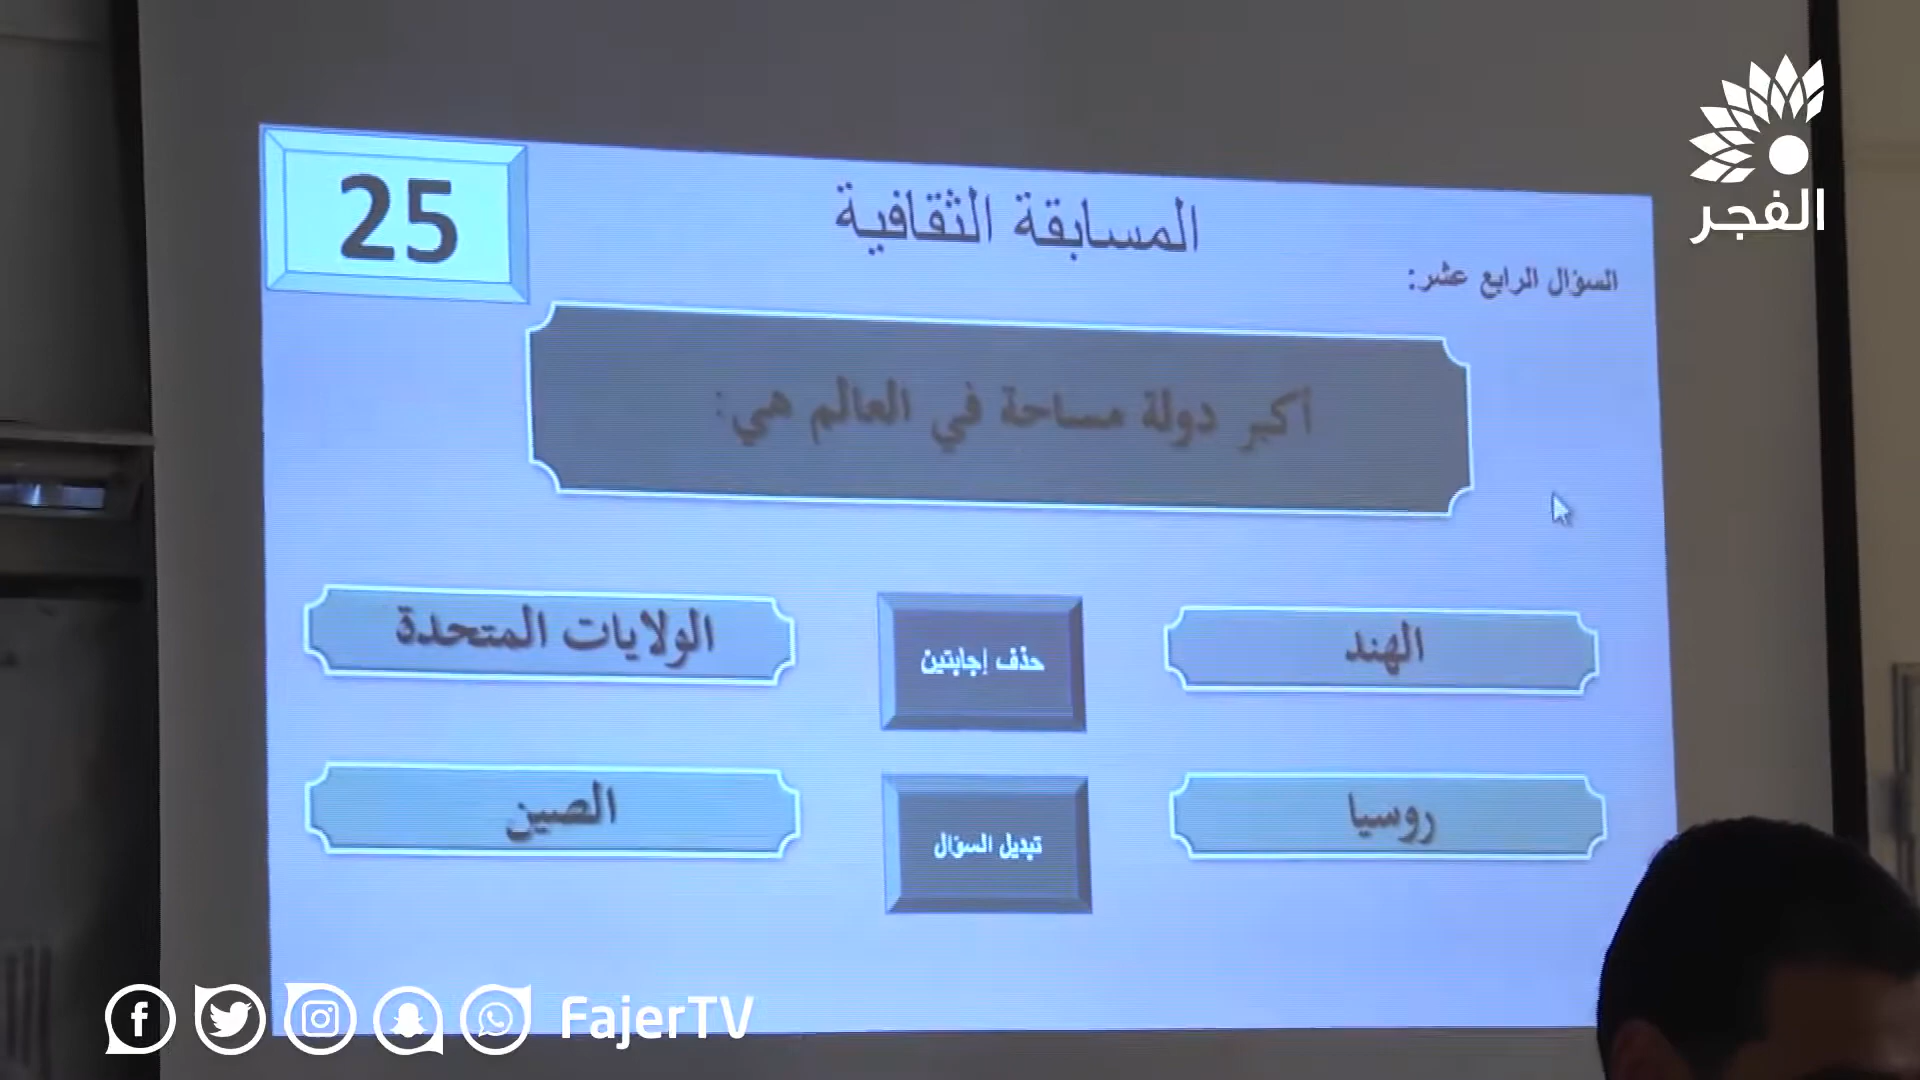 الفجر
25
المسابقة الثقافية
السؤال الرابع عشر:
أكبر دولة مساحة في العالم هي:
الهند
حذف إجابتين
الولايات المتحدة
روسيا
تبديل السؤال
الصين
FajerTV